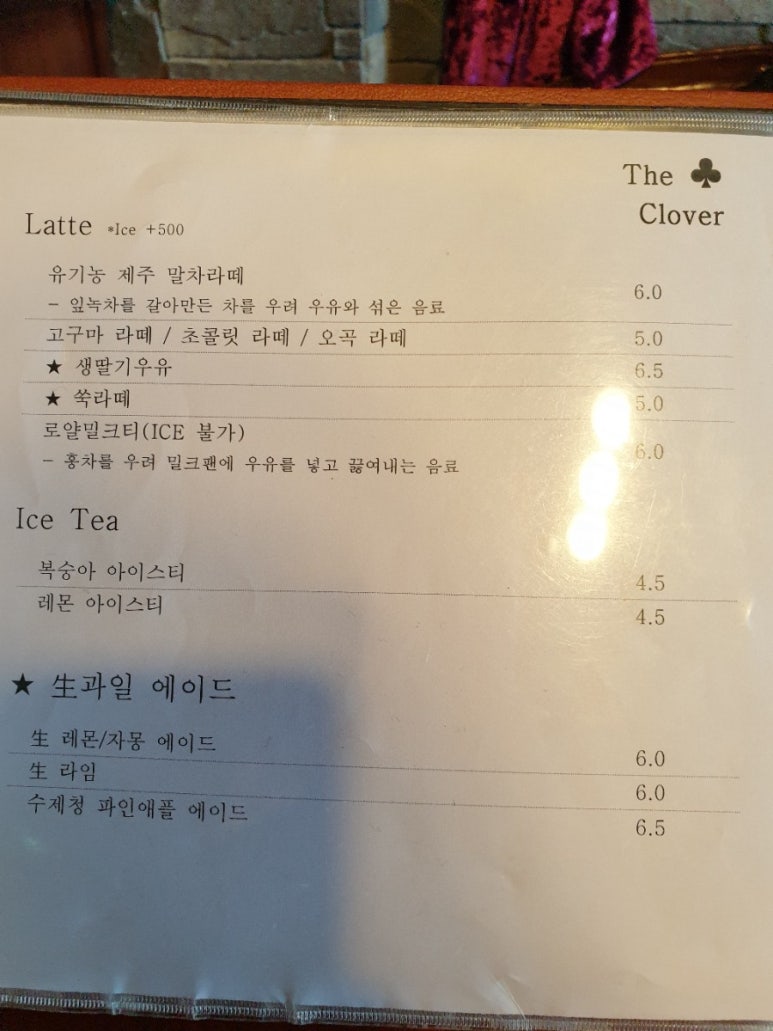 The ♣
Clover
Latte *Ice +500
유기농 제주 말차라떼 6.0
- 잎녹차를 갈아만든 차를 우려 우유와 섞은 음료
고구마 라떼 / 초콜릿 라떼 / 오곡 라떼 5.0
★ 생딸기우유 6.5
★ 쑥라떼 5.0
로얄밀크티(ICE 불가) 6.0
- 홍차를 우려 밀크팬에 우유를 넣고 끓여내는 음료
Ice Tea
복숭아 아이스티 4.5
레몬 아이스티 4.5
★ 生과일 에이드
生 레몬/자몽 에이드 6.0
生 라임 6.0
수제청 파인애플 에이드 6.5